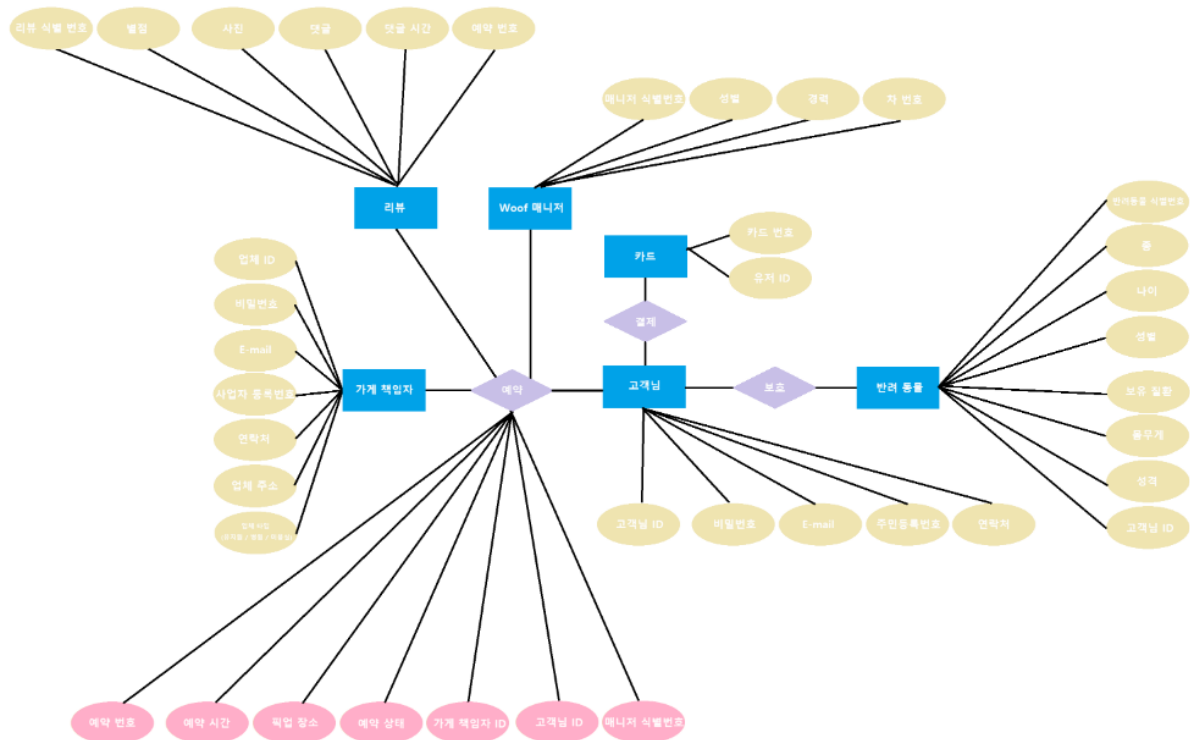 리뷰 식별 번호
별점
사진
댓글
댓글 시간
예약 번호
매니저 식별번호
성별
경력
차 번호
리뷰
Woof 매니저
카드
카드 번호
유저 ID
결제
업체 ID
비밀번호
E-mail
사업자 등록번호
연락처
업체 주소
가게 책임자
예약
고객님
보호
반려 동물
반려동물 식별번호
종
나이
성별
보유 질환
몸무게
성격
고객님 ID
고객님 ID
비밀번호
E-mail
주민등록번호
연락처
예약 번호
예약 시간
픽업 장소
예약 상태
가게 책임자 ID
고객님 ID
매니저 식별번호